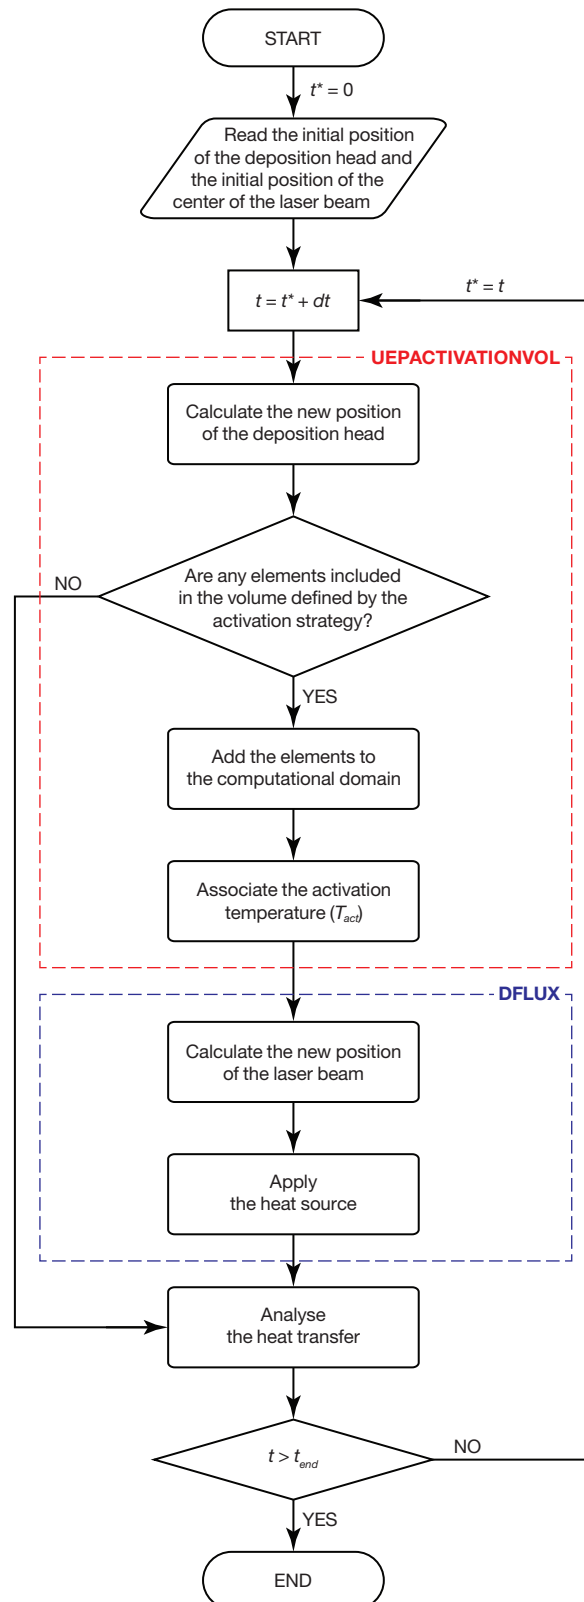 START
t* = 0
Read the initial position
of the deposition head and
the initial position of the
center of the laser beam
t = t* + dt
t* = t
UEPACTIVATIONVOL
Calculate the new position
of the deposition head
Are any elements included
in the volume defined by the
activation strategy?
NO
YES
Add the elements to
the computational domain
Associate the activation
temperature (Tact)
DFLUX
Calculate the new position
of the laser beam
Apply
the heat source
Analyse
the heat transfer
t > tend
NO
YES
END